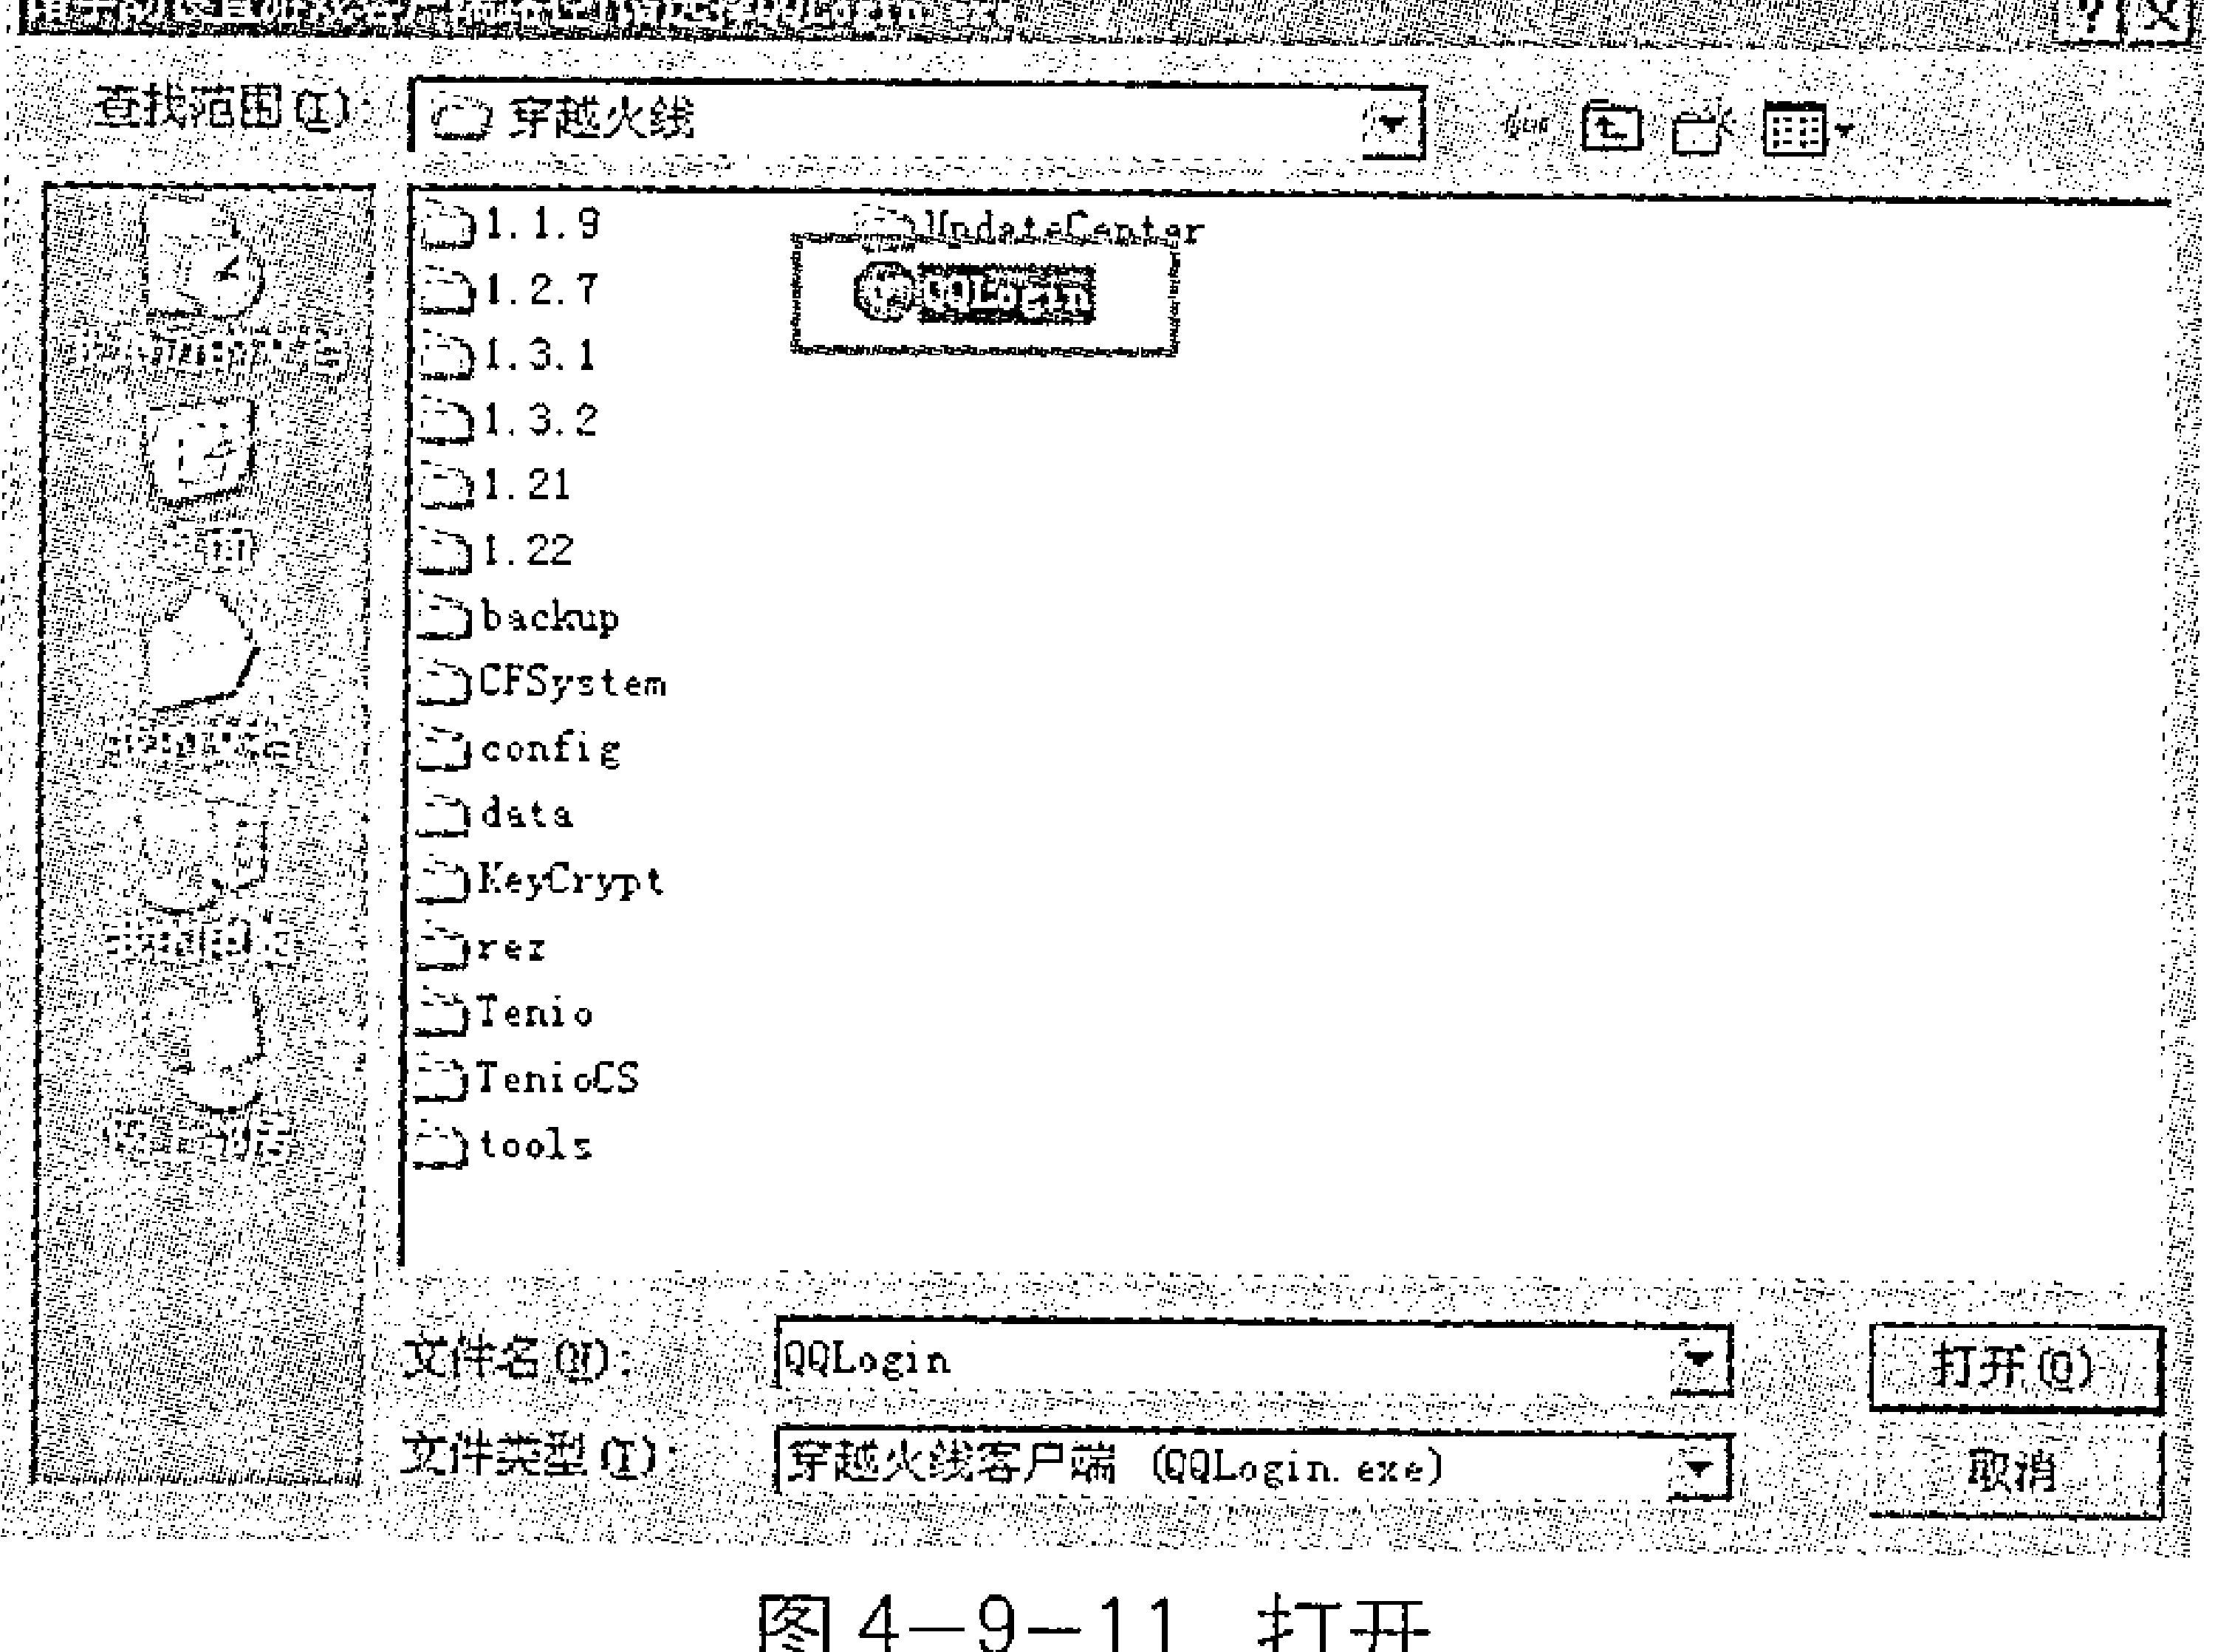 QQLogin.exe
查找范围(I):
穿越火线
1.1.9
UpdateCenter
1.2.7
QQLogin
1.3.1
1.3.2
1.21
1.22
backup
CFSystem
config
data
KeyCrypt
rez
Tenio
TenioCS
tools
文件名(N):
QQLogin
打开(O)
文件类型(T):
穿越火线客户端 (QQLogin.exe)
取消
图 4-9-11 打开